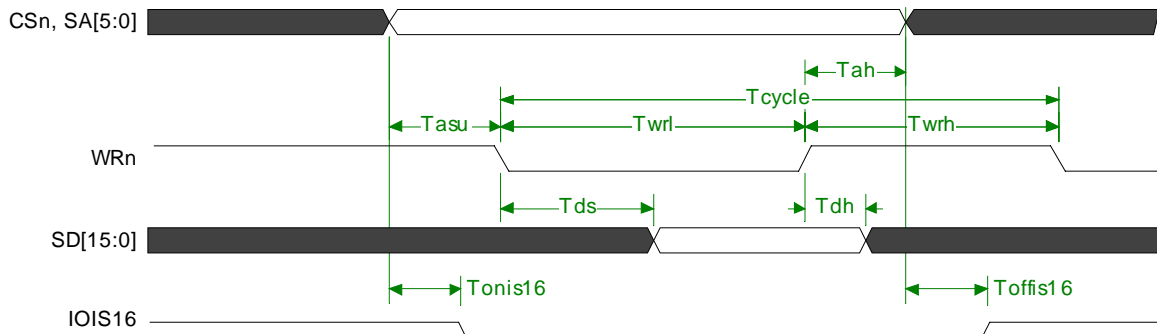 CSn, SA[5:0]
Tah
Tcycle
Tasu
Twrl
Twrh
WRn
Tds
Tdh
SD[15:0]
Tonis16
Toffis16
IOIS16